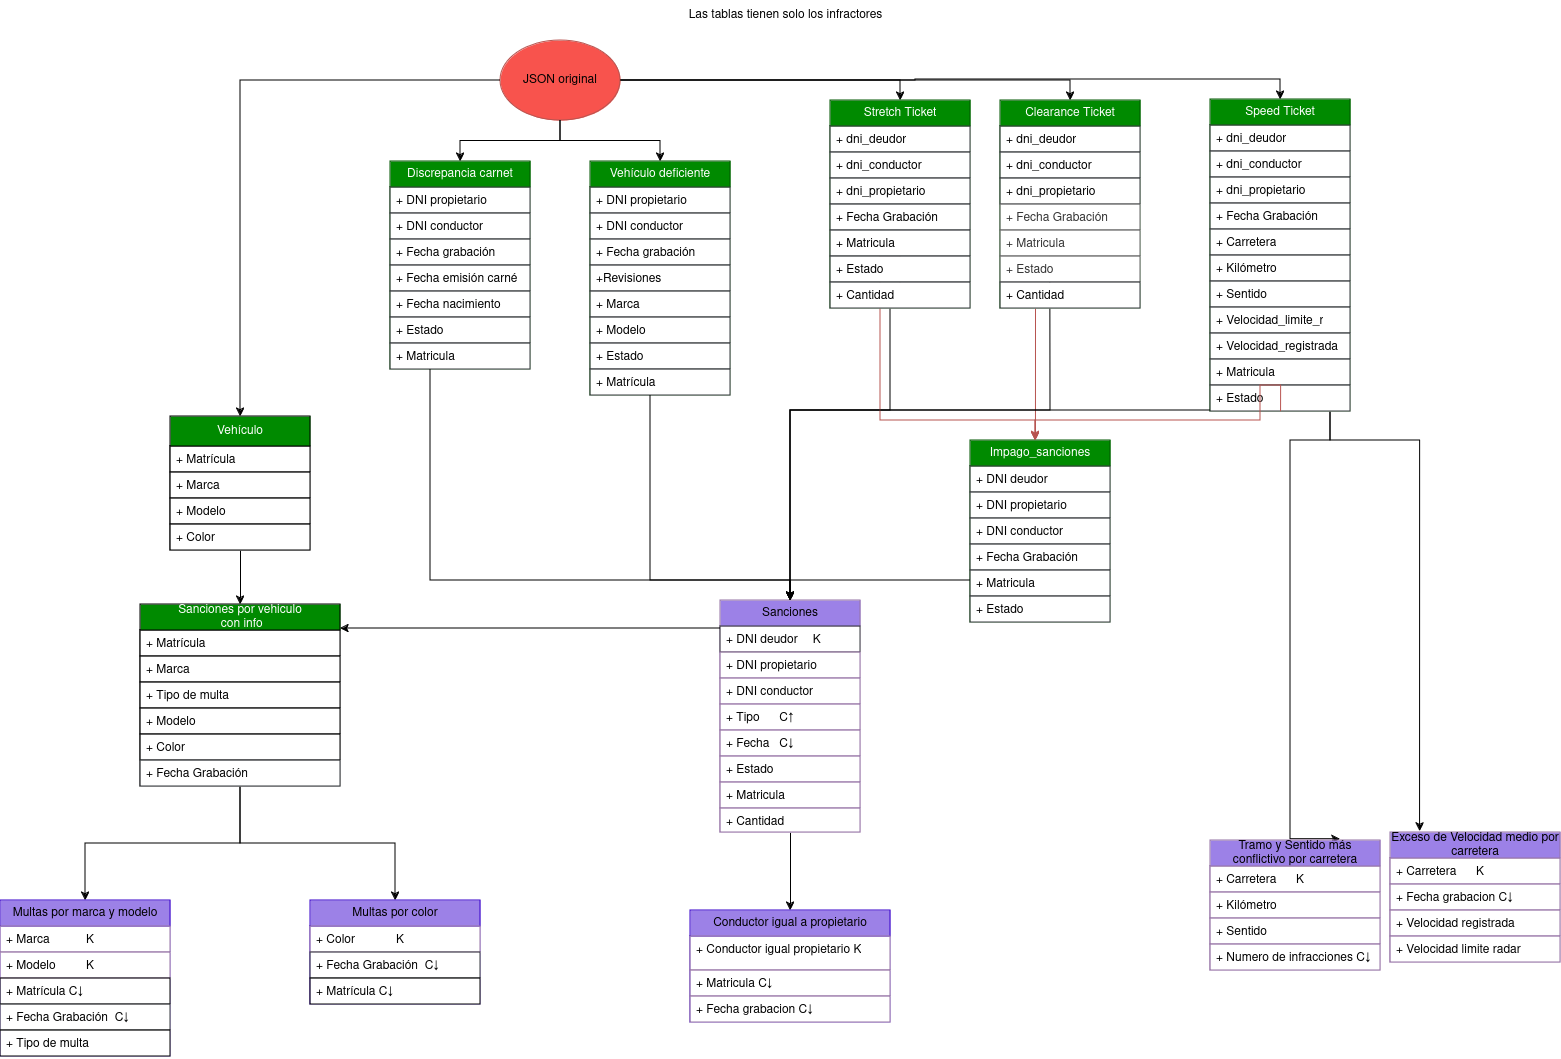 Las tablas tienen solo los infractores
JSON original
Stretch Ticket
+ dni_deudor
+ dni_conductor
+ dni_propietario
+ Fecha Grabación
+ Matricula
+ Estado
+ Cantidad
Clearance Ticket
+ dni_deudor
+ dni_conductor
+ dni_propietario
+ Fecha Grabación
+ Matricula
+ Estado
+ Cantidad
Speed Ticket
+ dni_deudor
+ dni_conductor
+ dni_propietario
+ Fecha Grabación
+ Carretera
+ Kilómetro
+ Sentido
+ Velocidad_limite_r
+ Velocidad_registrada
+ Matricula
+ Estado
Discrepancia carnet
+ DNI propietario
+ DNI conductor
+ Fecha grabación
+ Fecha emisión carné
+ Fecha nacimiento
+ Estado
+ Matricula
Vehículo deficiente
+ DNI propietario
+ DNI conductor
+ Fecha grabación
+Revisiones
+ Marca
+ Modelo
+ Estado
+ Matrícula
Vehículo
+ Matrícula
+ Marca
+ Modelo
+ Color
Impago_sanciones
+ DNI deudor
+ DNI propietario
+ DNI conductor
+ Fecha Grabación
+ Matricula
+ Estado
Sanciones por vehiculo
con info
+ Matrícula
+ Marca
+ Tipo de multa
+ Modelo
+ Color
+ Fecha Grabación
Sanciones
+ DNI deudor K
+ DNI propietario
+ DNI conductor
+ Tipo C↑
+ Fecha C↓
+ Estado
+ Matricula
+ Cantidad
Tramo y Sentido más
conflictivo por carretera
+ Carretera K
+ Kilómetro
+ Sentido
+ Numero de infracciones C↓
Exceso de Velocidad medio por
carretera
+ Carretera K
+ Fecha grabacion C↓
+ Velocidad registrada
+ Velocidad limite radar
Multas por marca y modelo
+ Marca K
+ Modelo K
+ Matrícula C↓
+ Fecha Grabación C↓
+ Tipo de multa
Multas por color
+ Color K
+ Fecha Grabación C↓
+ Matrícula C↓
Conductor igual a propietario
+ Conductor igual propietario K
+ Matricula C↓
+ Fecha grabacion C↓